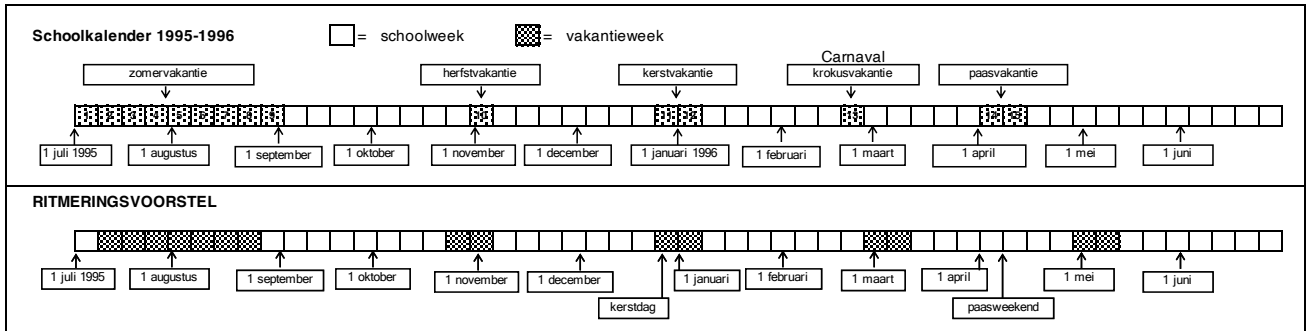 Schoolkalender 1995-1996 = schoolweek = vakantieweek
Carnaval
zomervakantie herfstvakantie kerstvakantie krokusvakantie paasvakantie
1 juli 1995 1 augustus 1 september 1 oktober 1 november 1 december 1 januari 1996 1 februari 1 maart 1 april 1 mei 1 juni
RITMERINGSVOORSTEL
1 juli 1995 1 augustus 1 september 1 oktober 1 november 1 december 1 januari 1 februari 1 maart 1 april 1 mei 1 juni
kerstdag paasweekend